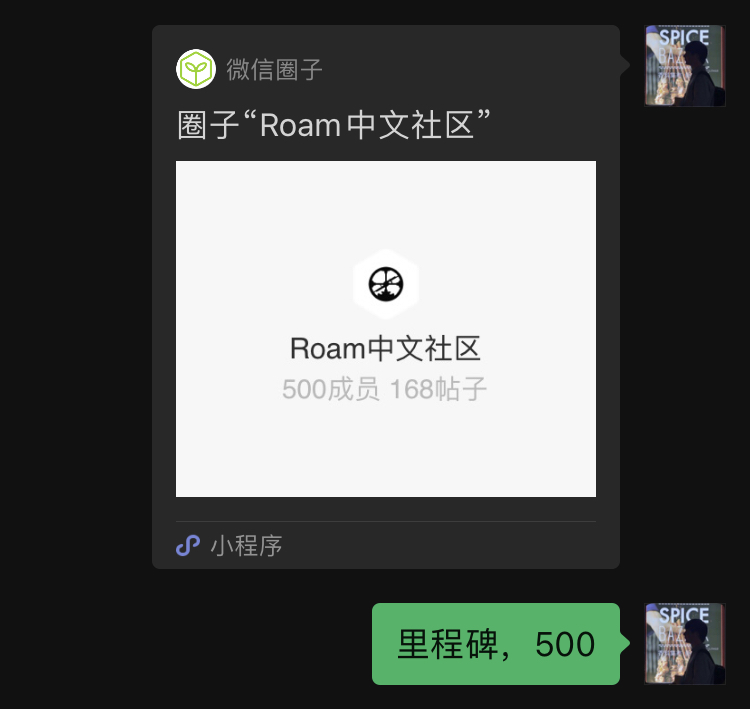 微信圈子
圈子“Roam中文社区”
Roam中文社区
500成员 168帖子
小程序
里程碑，500
SPICE
SPICE